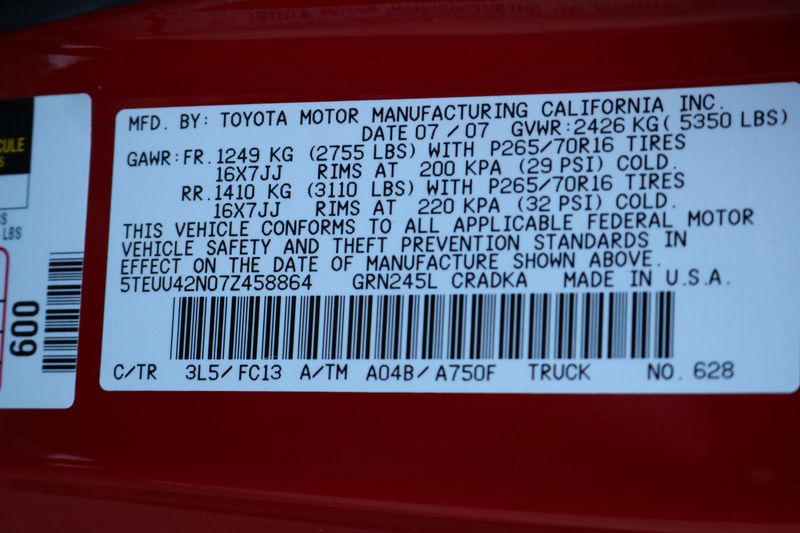 MFD. BY: TOYOTA MOTOR MANUFACTURING CALIFORNIA INC.
DATE 07/07 GVWR: 2426 KG ( 5350 LBS)
GAWR: FR. 1249 KG (2755 LBS) WITH P265/70R16 TIRES
16X7JJ RIMS AT 200 KPA (29 PSI) COLD.
RR. 1410 KG (3110 LBS) WITH P265/70R16 TIRES
16X7JJ RIMS AT 220 KPA (32 PSI) COLD.
THIS VEHICLE CONFORMS TO ALL APPLICABLE FEDERAL MOTOR
VEHICLE SAFETY AND THEFT PREVENTION STANDARDS IN
EFFECT ON THE DATE OF MANUFACTURE SHOWN ABOVE.
5TEUU42N07Z458864 GRN245L CRADKA MADE IN U.S.A.
C/TR 3L5/FC13 A/TM A04B/A750F TRUCK NO. 628
LBS
600